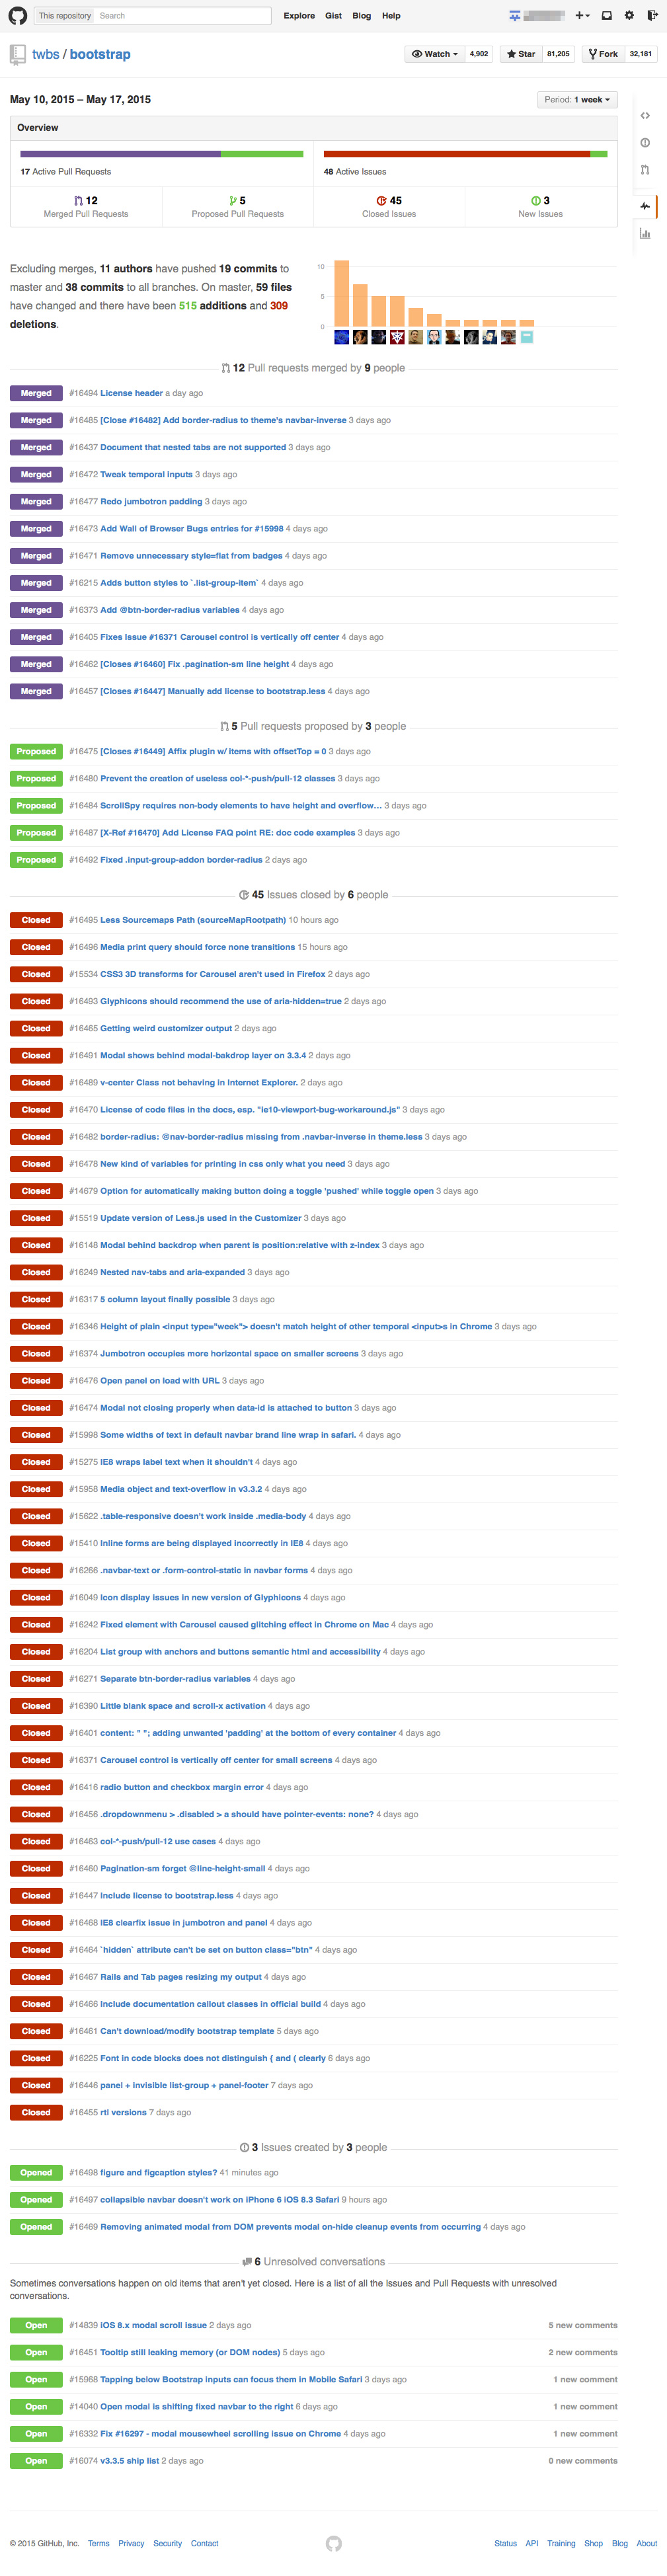 This repository Search Explore Gist Blog Help
twbs / bootstrap Watch 4,902 Star 81,205 Fork 32,181
May 10, 2015 – May 17, 2015 Period: 1 week
Overview
17 Active Pull Requests 48 Active Issues
12 5 45 3
Merged Pull Requests Proposed Pull Requests Closed Issues New Issues
Excluding merges, 11 authors have pushed 19 commits to
master and 38 commits to all branches. On master, 59 files
have changed and there have been 515 additions and 309
deletions.
10
5
0
12 Pull requests merged by 9 people
Merged #16494 License header a day ago
Merged #16485 [Close #16482] Add border-radius to theme's navbar-inverse 3 days ago
Merged #16437 Document that nested tabs are not supported 3 days ago
Merged #16472 Tweak temporal inputs 3 days ago
Merged #16477 Redo jumbotron padding 3 days ago
Merged #16473 Add Wall of Browser Bugs entries for #15998 4 days ago
Merged #16471 Remove unnecessary style=flat from badges 4 days ago
Merged #16215 Adds button styles to `.list-group-item` 4 days ago
Merged #16373 Add @btn-border-radius variables 4 days ago
Merged #16405 Fixes Issue #16371 Carousel control is vertically off center 4 days ago
Merged #16462 [Closes #16460] Fix .pagination-sm line height 4 days ago
Merged #16457 [Closes #16447] Manually add license to bootstrap.less 4 days ago
5 Pull requests proposed by 3 people
Proposed #16475 [Closes #16449] Affix plugin w/ items with offsetTop = 0 3 days ago
Proposed #16480 Prevent the creation of useless col-*-push/pull-12 classes 3 days ago
Proposed #16484 ScrollSpy requires non-body elements to have height and overflow… 3 days ago
Proposed #16487 [X-Ref #16470] Add License FAQ point RE: doc code examples 3 days ago
Proposed #16492 Fixed .input-group-addon border-radius 2 days ago
45 Issues closed by 6 people
Closed #16495 Less Sourcemaps Path (sourceMapRootpath) 10 hours ago
Closed #16496 Media print query should force none transitions 15 hours ago
Closed #15534 CSS3 3D transforms for Carousel aren't used in Firefox 2 days ago
Closed #16493 Glyphicons should recommend the use of aria-hidden=true 2 days ago
Closed #16465 Getting weird customizer output 2 days ago
Closed #16491 Modal shows behind modal-bakdrop layer on 3.3.4 2 days ago
Closed #16489 v-center Class not behaving in Internet Explorer. 2 days ago
Closed #16470 License of code files in the docs, esp. "ie10-viewport-bug-workaround.js" 3 days ago
Closed #16482 border-radius: @nav-border-radius missing from .navbar-inverse in theme.less 3 days ago
Closed #16478 New kind of variables for printing in css only what you need 3 days ago
Closed #14679 Option for automatically making button doing a toggle 'pushed' while toggle open 3 days ago
Closed #15519 Update version of Less.js used in the Customizer 3 days ago
Closed #16148 Modal behind backdrop when parent is position:relative with z-index 3 days ago
Closed #16249 Nested nav-tabs and aria-expanded 3 days ago
Closed #16317 5 column layout finally possible 3 days ago
Closed #16346 Height of plain <input type="week"> doesn't match height of other temporal <input>s in Chrome 3 days ago
Closed #16374 Jumbotron occupies more horizontal space on smaller screens 3 days ago
Closed #16476 Open panel on load with URL 3 days ago
Closed #16474 Modal not closing properly when data-id is attached to button 3 days ago
Closed #15998 Some widths of text in default navbar brand line wrap in safari. 4 days ago
Closed #15275 IE8 wraps label text when it shouldn't 4 days ago
Closed #15958 Media object and text-overflow in v3.3.2 4 days ago
Closed #15622 .table-responsive doesn't work inside .media-body 4 days ago
Closed #15410 Inline forms are being displayed incorrectly in IE8 4 days ago
Closed #16266 .navbar-text or .form-control-static in navbar forms 4 days ago
Closed #16049 Icon display issues in new version of Glyphicons 4 days ago
Closed #16242 Fixed element with Carousel caused glitching effect in Chrome on Mac 4 days ago
Closed #16204 List group with anchors and buttons semantic html and accessibility 4 days ago
Closed #16271 Separate btn-border-radius variables 4 days ago
Closed #16390 Little blank space and scroll-x activation 4 days ago
Closed #16401 content: " "; adding unwanted 'padding' at the bottom of every container 4 days ago
Closed #16371 Carousel control is vertically off center for small screens 4 days ago
Closed #16416 radio button and checkbox margin error 4 days ago
Closed #16456 .dropdownmenu > .disabled > a should have pointer-events: none? 4 days ago
Closed #16463 col-*-push/pull-12 use cases 4 days ago
Closed #16460 Pagination-sm forget @line-height-small 4 days ago
Closed #16447 Include license to bootstrap.less 4 days ago
Closed #16468 IE8 clearfix issue in jumbotron and panel 4 days ago
Closed #16464 `hidden` attribute can't be set on button class="btn" 4 days ago
Closed #16467 Rails and Tab pages resizing my output 4 days ago
Closed #16466 Include documentation callout classes in official build 4 days ago
Closed #16461 Can't download/modify bootstrap template 5 days ago
Closed #16225 Font in code blocks does not distinguish { and ( clearly 6 days ago
Closed #16446 panel + invisible list-group + panel-footer 7 days ago
Closed #16455 rtl versions 7 days ago
3 Issues created by 3 people
Opened #16498 figure and figcaption styles? 41 minutes ago
Opened #16497 collapsible navbar doesn't work on iPhone 6 iOS 8.3 Safari 9 hours ago
Opened #16469 Removing animated modal from DOM prevents modal on-hide cleanup events from occurring 4 days ago
6 Unresolved conversations
Sometimes conversations happen on old items that aren't yet closed. Here is a list of all the Issues and Pull Requests with unresolved
conversations.
Open #14839 iOS 8.x modal scroll issue 2 days ago 5 new comments
Open #16451 Tooltip still leaking memory (or DOM nodes) 5 days ago 2 new comments
Open #15968 Tapping below Bootstrap inputs can focus them in Mobile Safari 3 days ago 1 new comment
Open #14040 Open modal is shifting fixed navbar to the right 6 days ago 1 new comment
Open #16332 Fix #16297 - modal mousewheel scrolling issue on Chrome 4 days ago 1 new comment
Open #16074 v3.3.5 ship list 2 days ago 0 new comments
© 2015 GitHub, Inc. Terms Privacy Security Contact Status API Training Shop Blog About